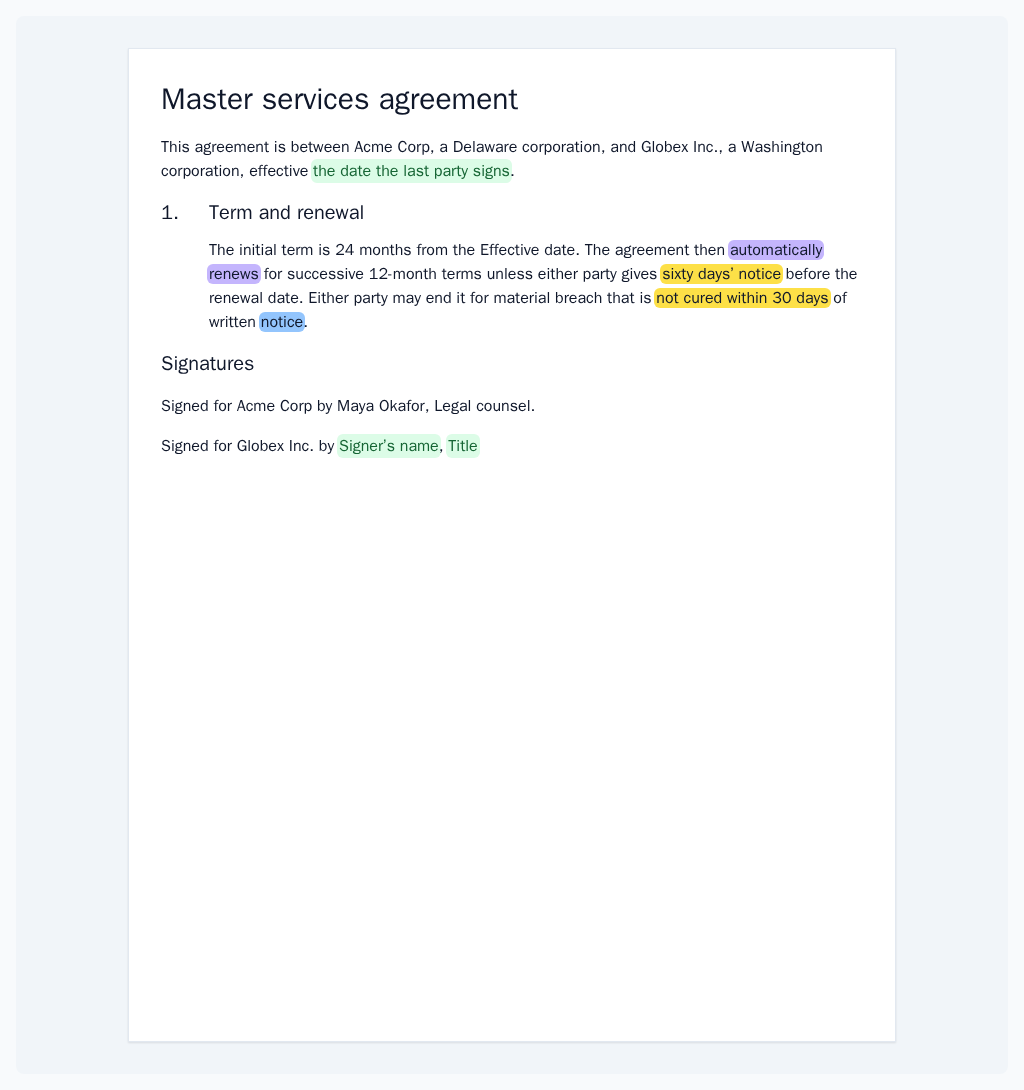 Master services agreement
This agreement is between Acme Corp, a Delaware corporation, and Globex Inc., a Washington
corporation, effective the date the last party signs.
1. Term and renewal
The initial term is 24 months from the Effective date. The agreement then automatically
renews for successive 12-month terms unless either party gives sixty days’ notice before the
renewal date. Either party may end it for material breach that is not cured within 30 days of
written notice.
Signatures
Signed for Acme Corp by Maya Okafor, Legal counsel.
Signed for Globex Inc. by Signer’s name, Title